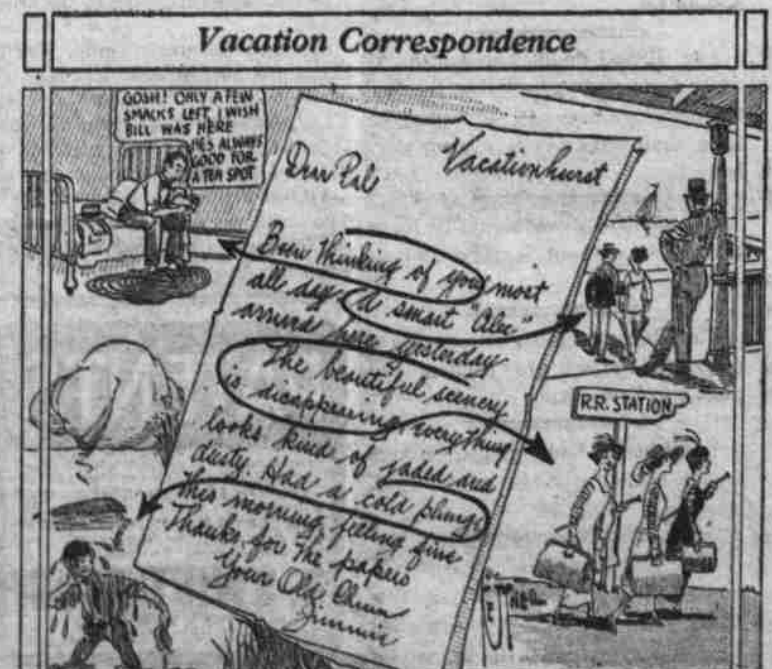 Vacation Correspondence
GOSH! ONLY A FEW
SMACKS LEFT, I WISH
BILL WAS HERE
HE'S ALWAYS
GOOD FOR
A TEN SPOT
Dear Pal
Vacationhurst
Been thinking of you most
all day. A smart "Alec"
arrived here yesterday
The beautiful scenery
is disappearing, everything
looks kind of jaded and
dusty. Had a cold plunge
this morning, feeling fine
Thanks for the papers
Your Old Chum
Jimmie
R.R. STATION